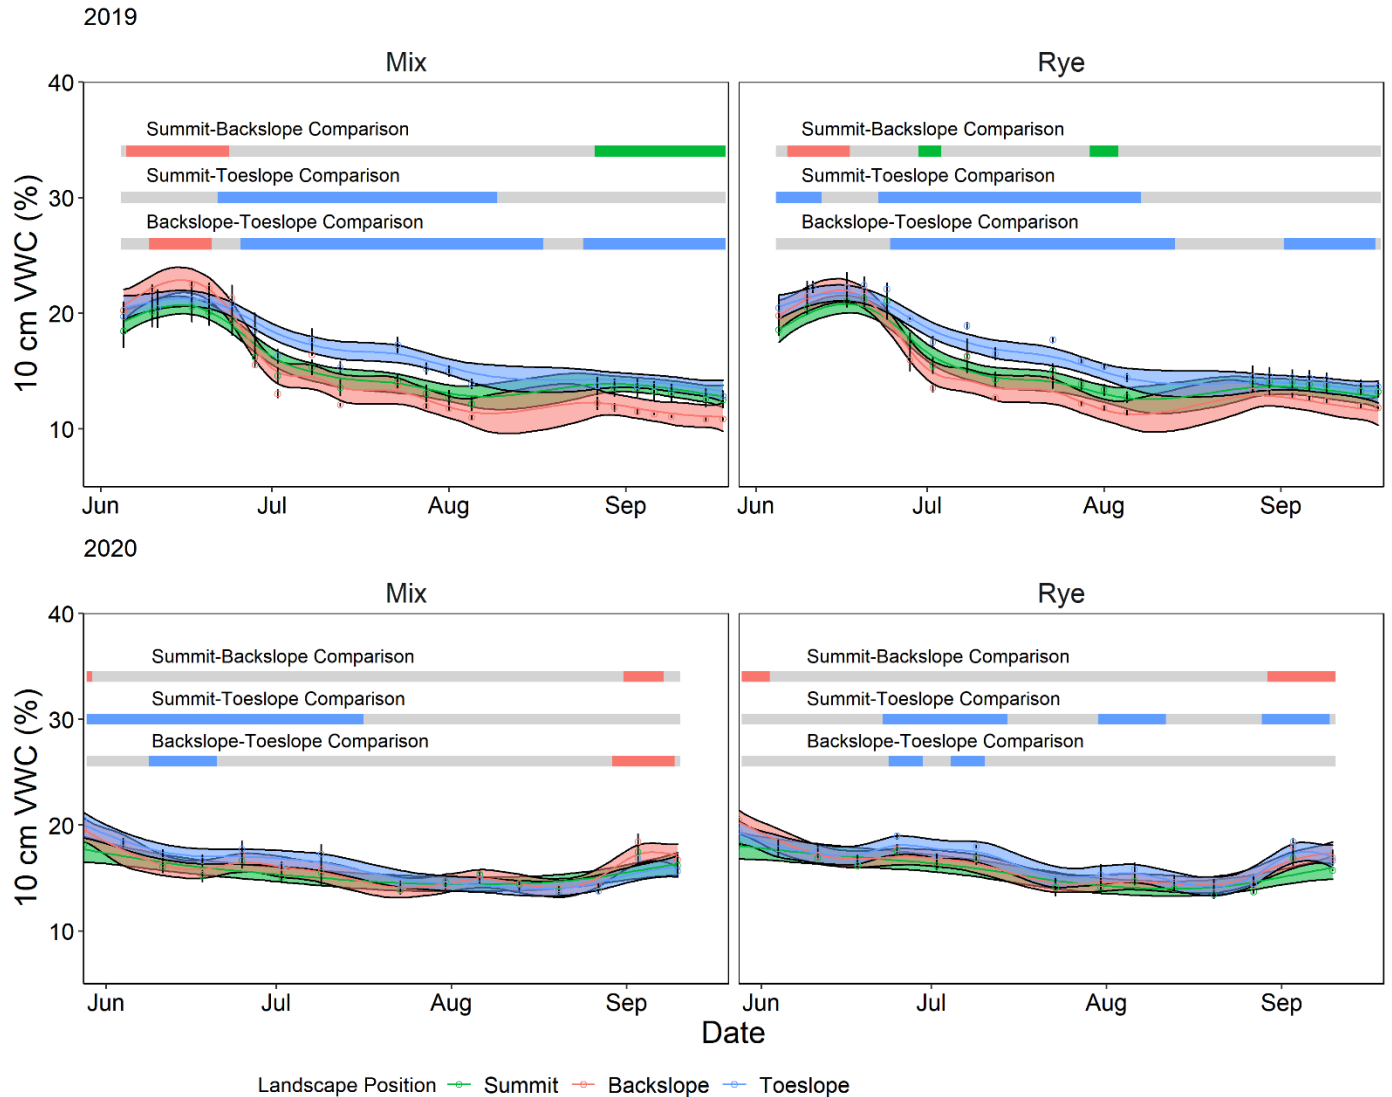 2019
Mix
Rye
10 cm VWC (%)
40
30
20
10
Summit-Backslope Comparison
Summit-Toeslope Comparison
Backslope-Toeslope Comparison
Summit-Backslope Comparison
Summit-Toeslope Comparison
Backslope-Toeslope Comparison
Jun Jul Aug Sep
Jun Jul Aug Sep
2020
Mix
Rye
10 cm VWC (%)
40
30
20
10
Summit-Backslope Comparison
Summit-Toeslope Comparison
Backslope-Toeslope Comparison
Summit-Backslope Comparison
Summit-Toeslope Comparison
Backslope-Toeslope Comparison
Jun Jul Aug Sep
Jun Jul Aug Sep
Date
Landscape Position Summit Backslope Toeslope